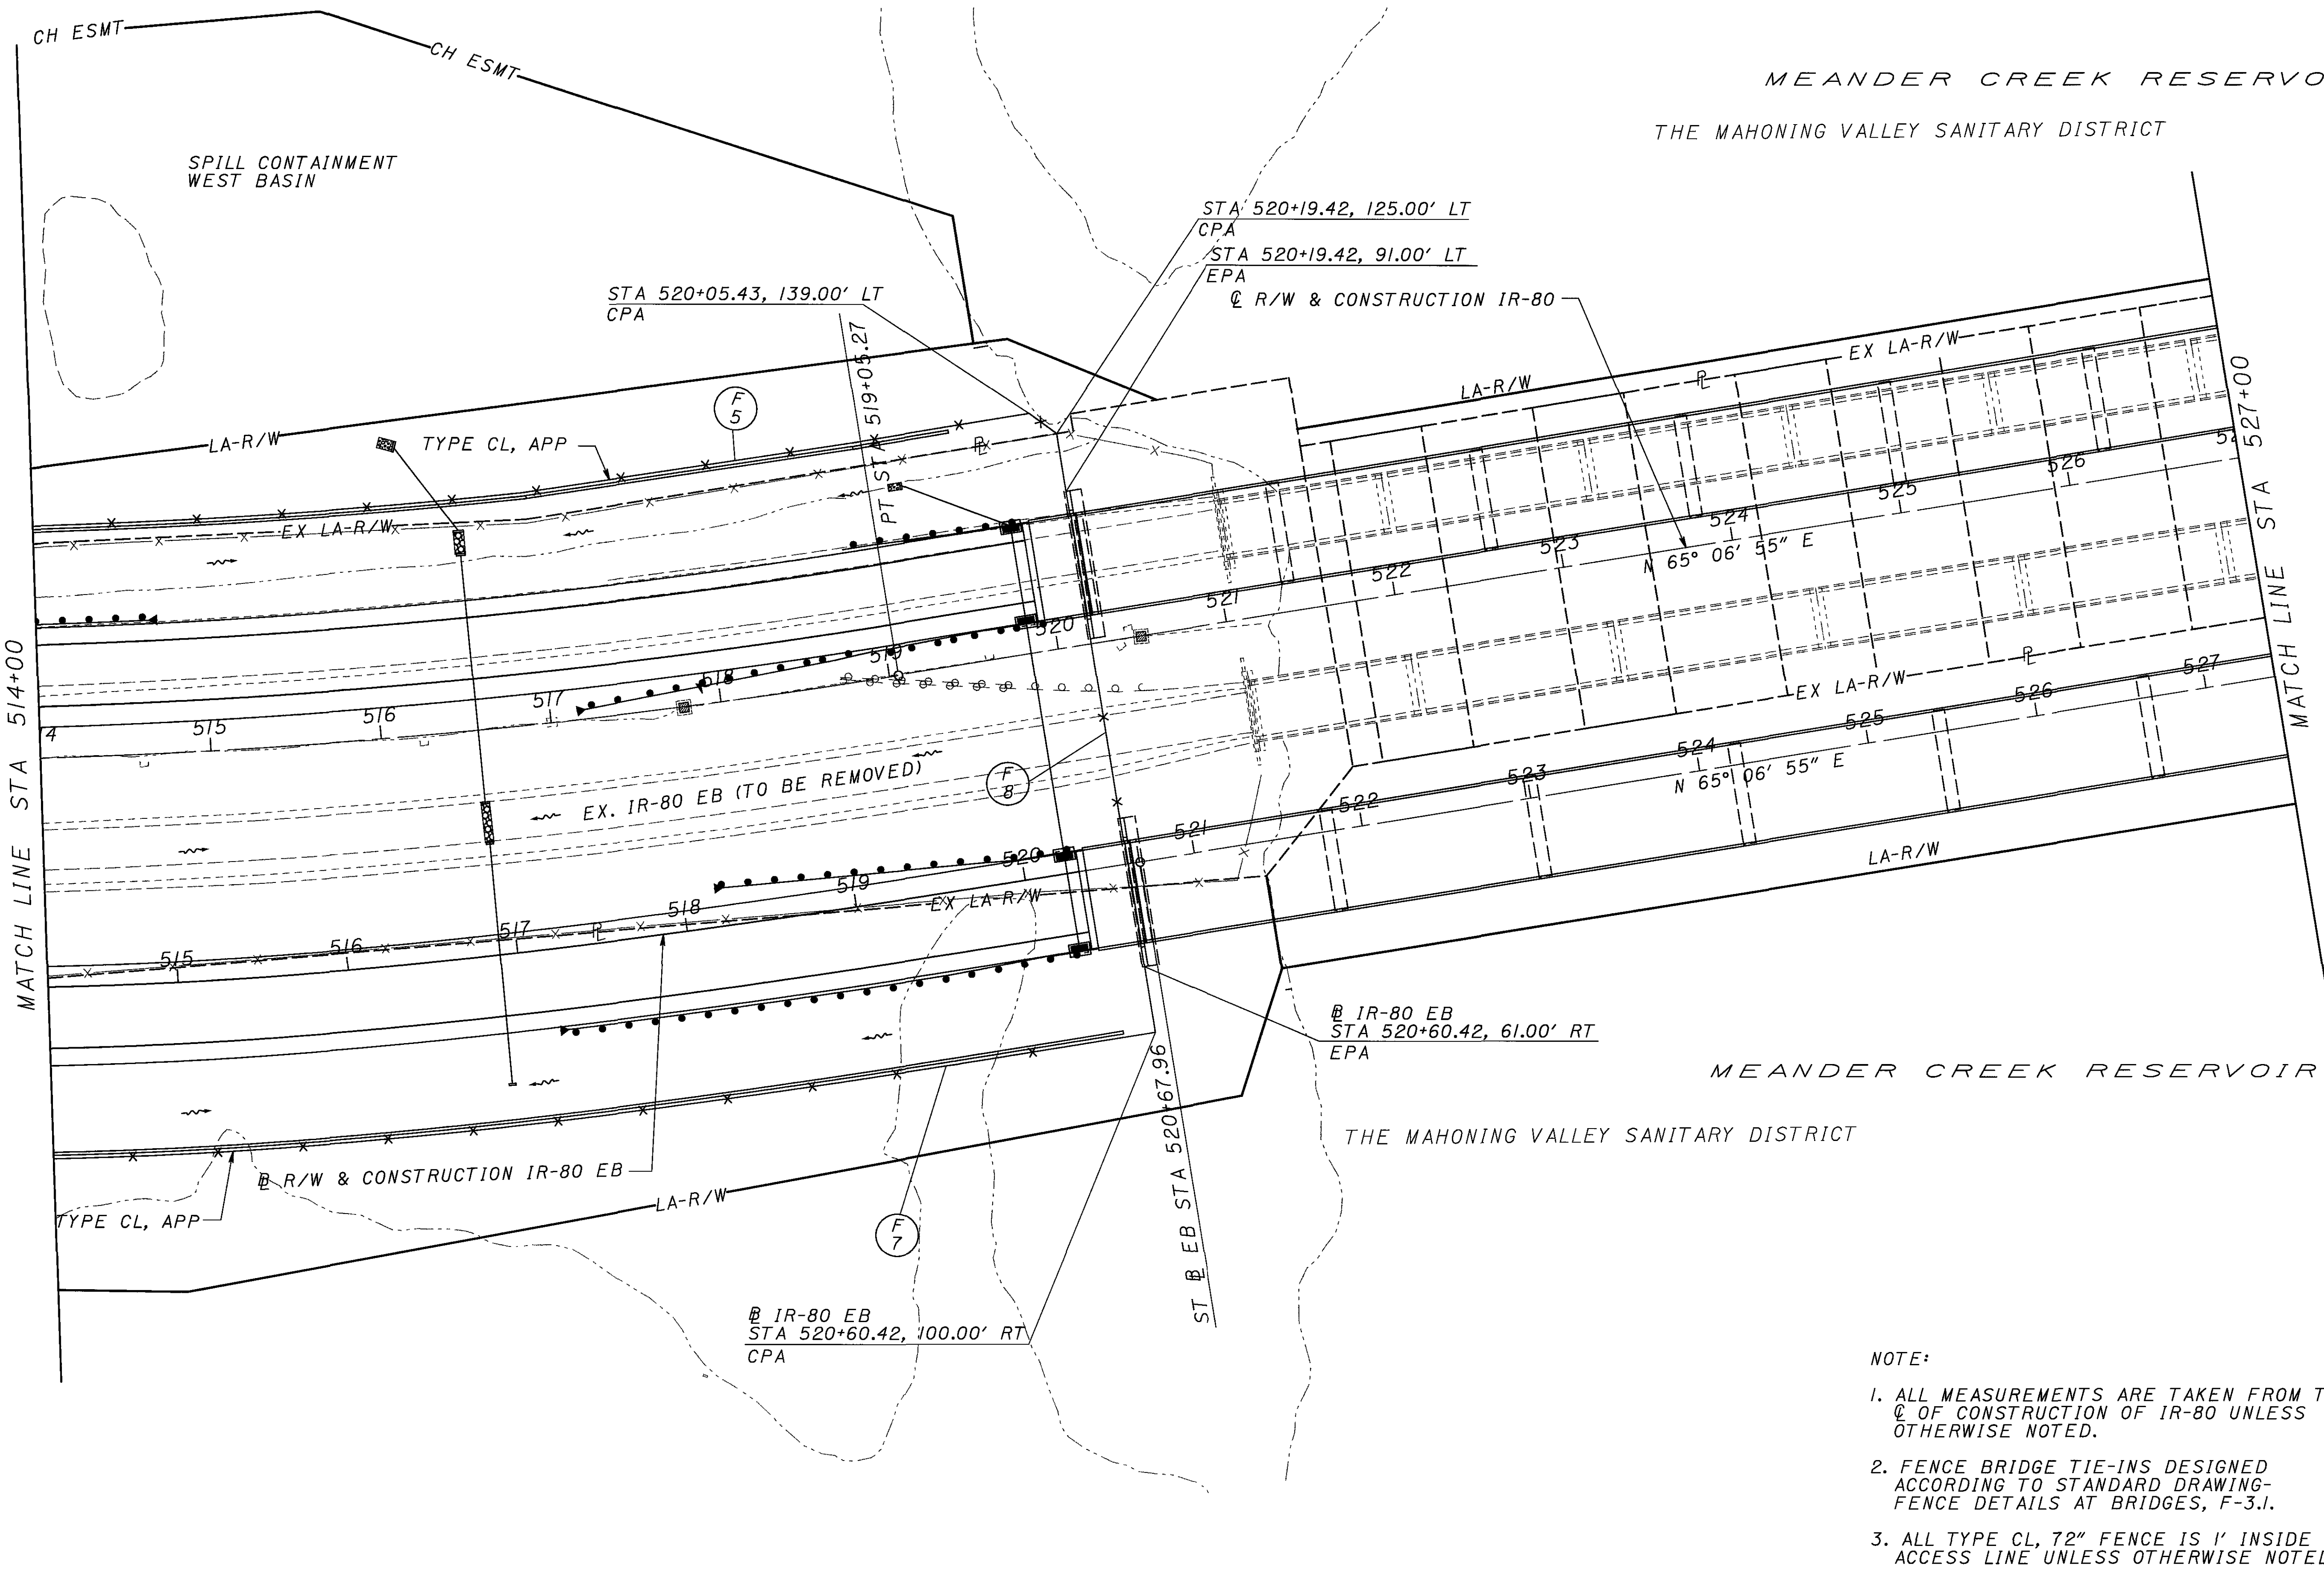 CH ESMT
CH ESMT
MEANDER CREEK RESERVO
THE MAHONING VALLEY SANITARY DISTRICT
SPILL CONTAINMENT
WEST BASIN
STA 520+19.42, 125.00' LT
CPA
STA 520+19.42, 91.00' LT
EPA
℄ R/W & CONSTRUCTION IR-80
STA 520+05.43, 139.00' LT
CPA
PT STA 519+05.27
F
5
LA-R/W
TYPE CL, APP
EX LA-R/W
℄
LA-R/W
℄
EX LA-R/W
MATCH LINE STA 514+00
4
515
516
517
518
519
520
521
522
523
524
525
526
52
N 65° 06' 55" E
MATCH LINE STA 527+00
EX. IR-80 EB (TO BE REMOVED)
F
8
EX LA-R/W
℄
515
516
517
518
519
520
521
522
523
524
525
526
527
N 65° 06' 55" E
℄
EX LA-R/W
LA-R/W
TYPE CL, APP
BL R/W & CONSTRUCTION IR-80 EB
LA-R/W
F
7
BL IR-80 EB
STA 520+60.42, 61.00' RT
EPA
ST BL EB STA 520+67.96
MEANDER CREEK RESERVOIR
THE MAHONING VALLEY SANITARY DISTRICT
BL IR-80 EB
STA 520+60.42, 100.00' RT
CPA
NOTE:
1. ALL MEASUREMENTS ARE TAKEN FROM T
℄ OF CONSTRUCTION OF IR-80 UNLESS
OTHERWISE NOTED.
2. FENCE BRIDGE TIE-INS DESIGNED
ACCORDING TO STANDARD DRAWING-
FENCE DETAILS AT BRIDGES, F-3.1.
3. ALL TYPE CL, 72" FENCE IS 1' INSIDE
ACCESS LINE UNLESS OTHERWISE NOTED